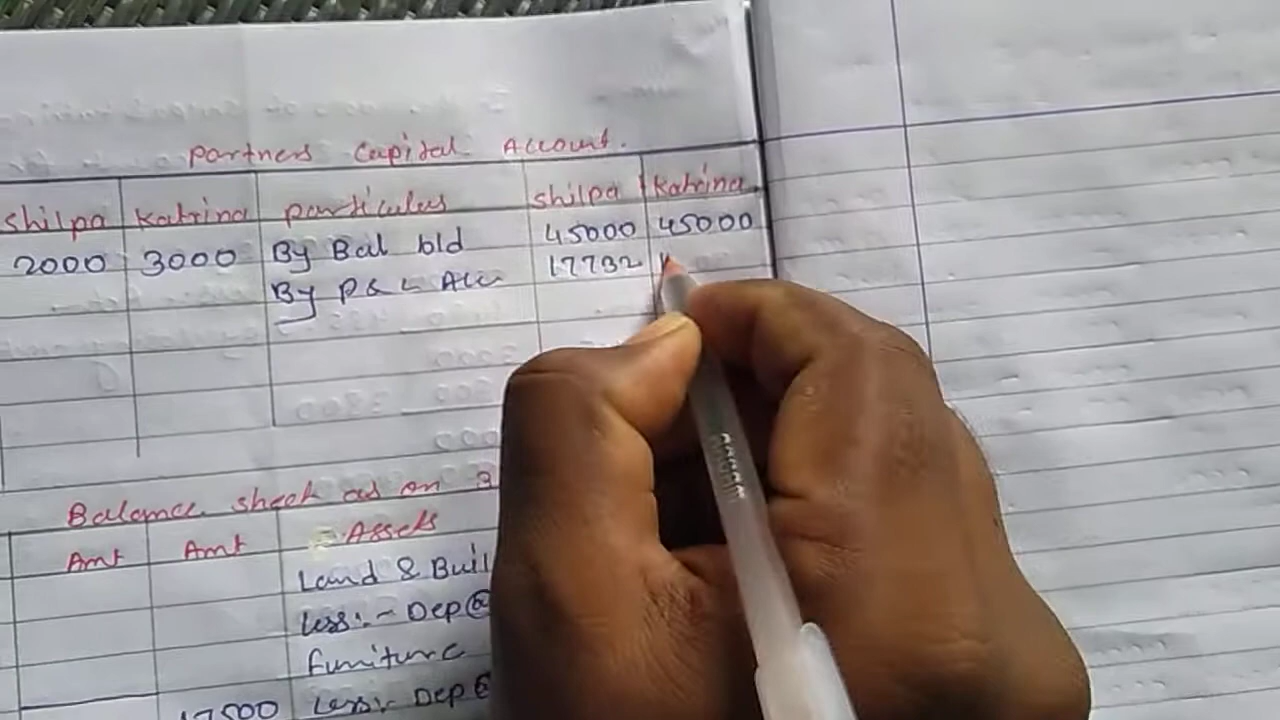 Partners Capital Account.
Shilpa Katrina Particulars Shilpa Katrina
2000 3000 By Bal b/d 45000 45000
By P & L A/c 17732
Balance sheet as on 3
Amt Amt Assets
Land & Buil
Less:- Dep@
Furniture
17500 Less:- Dep@